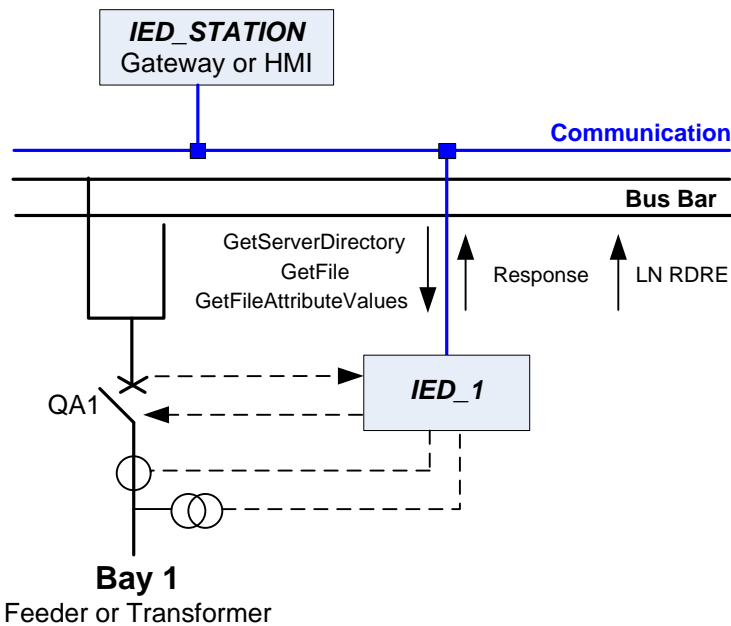 IED_STATION
Gateway or HMI
Communication
Bus Bar
GetServerDirectory
GetFile
GetFileAttributeValues
Response
LN RDRE
IED_1
QA1
Bay 1
Feeder or Transformer